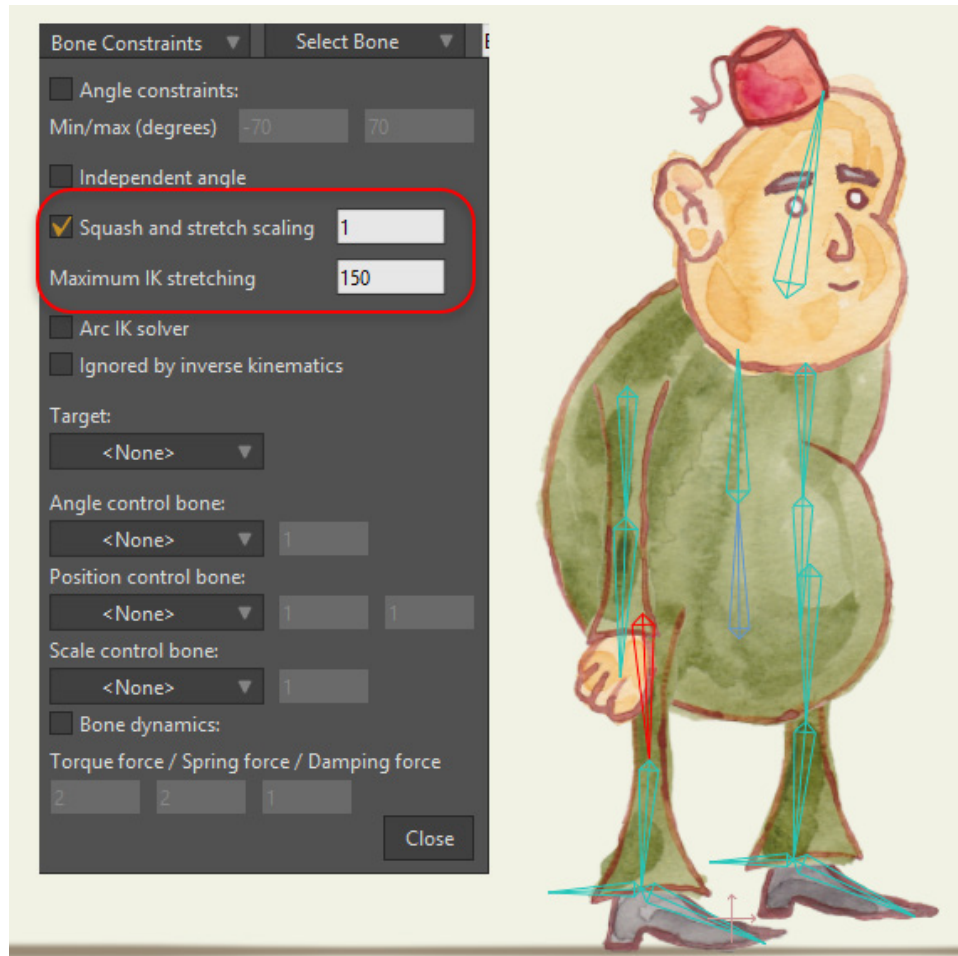 Bone Constraints Select Bone
Angle constraints:
Min/max (degrees) -70 70
Independent angle
Squash and stretch scaling 1
Maximum IK stretching 150
Arc IK solver
Ignored by inverse kinematics
Target:
<None>
Angle control bone:
<None> 1
Position control bone:
<None> 1 1
Scale control bone:
<None> 1
Bone dynamics:
Torque force / Spring force / Damping force
2 2 1
Close